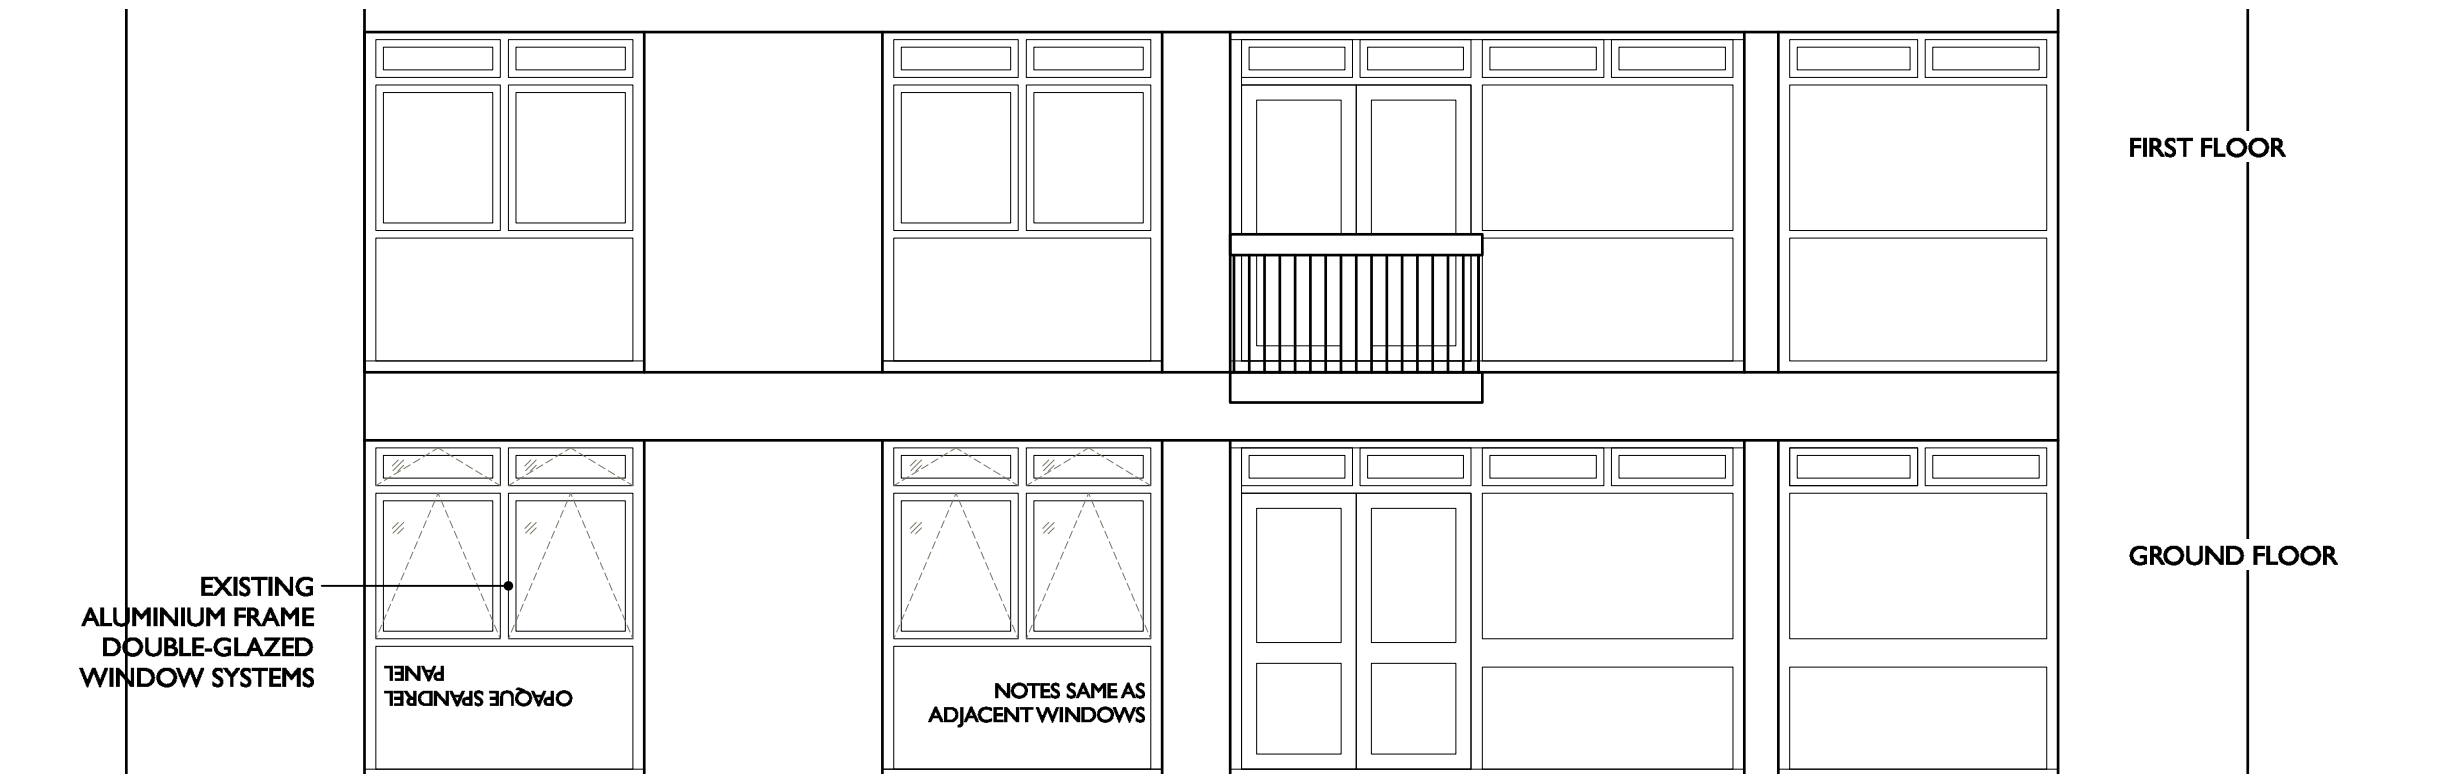 FIRST FLOOR
GROUND FLOOR
EXISTING
ALUMINIUM FRAME
DOUBLE-GLAZED
WINDOW SYSTEMS
OPAQUE SPANDREL
PANEL
NOTES SAME AS
ADJACENT WINDOWS